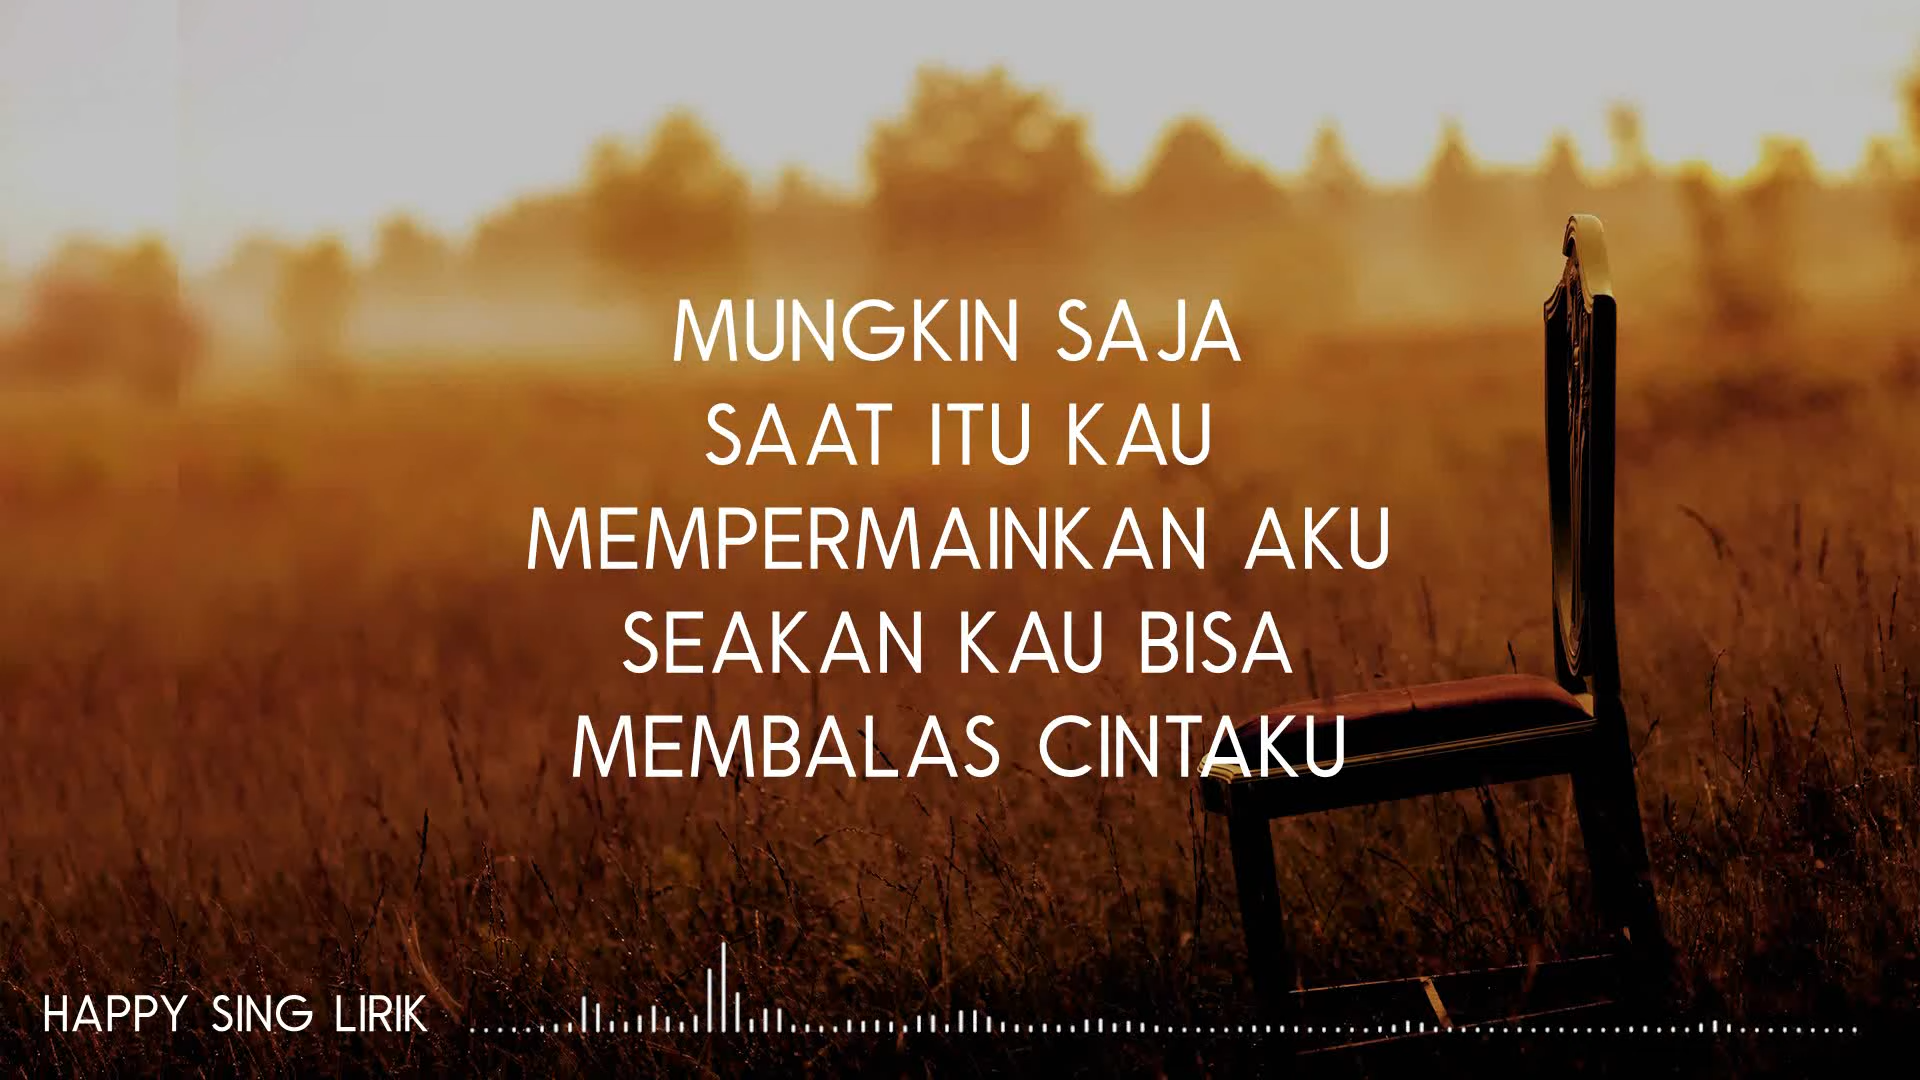 MUNGKIN SAJA
SAAT ITU KAU
MEMPERMAINKAN AKU
SEAKAN KAU BISA
MEMBALAS CINTAKU
HAPPY SING LIRIK